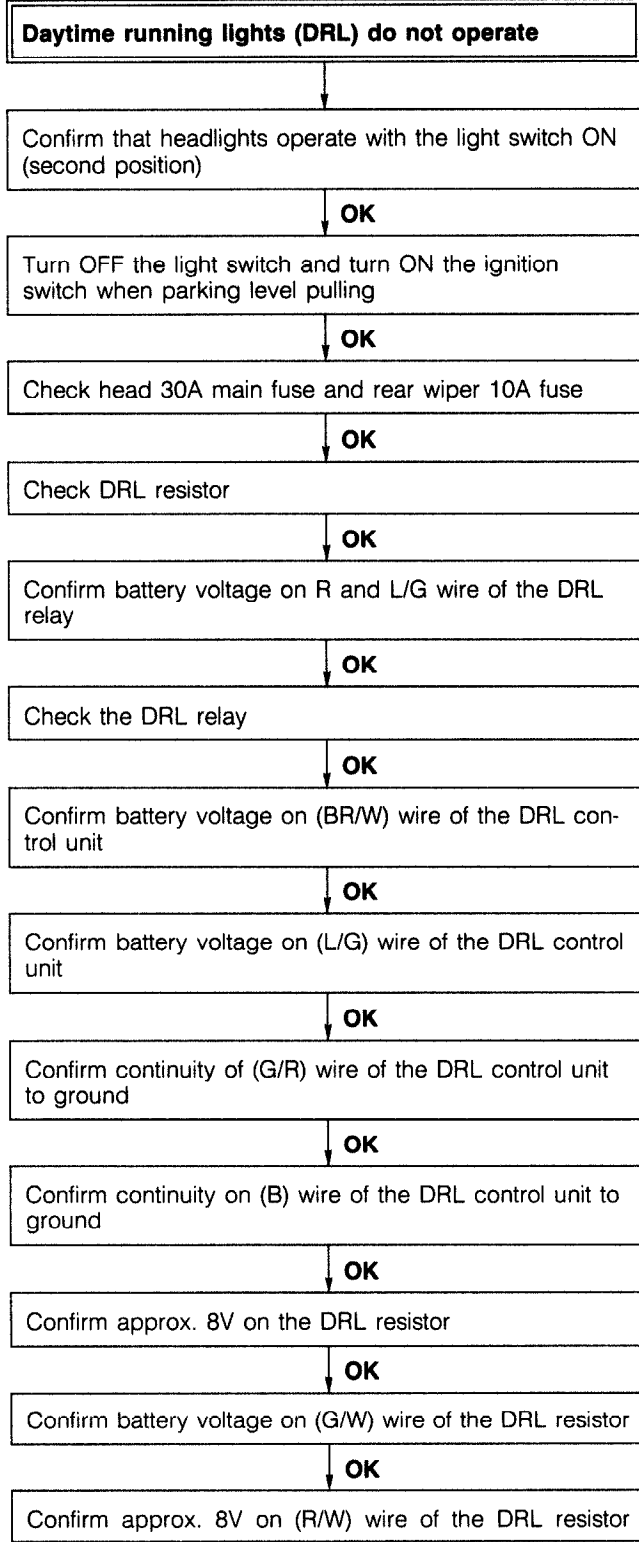 Daytime running lights (DRL) do not operate
Confirm that headlights operate with the light switch ON
(second position)
OK
Turn OFF the light switch and turn ON the ignition
switch when parking level pulling
OK
Check head 30A main fuse and rear wiper 10A fuse
OK
Check DRL resistor
OK
Confirm battery voltage on R and L/G wire of the DRL
relay
OK
Check the DRL relay
OK
Confirm battery voltage on (BR/W) wire of the DRL con-
trol unit
OK
Confirm battery voltage on (L/G) wire of the DRL control
unit
OK
Confirm continuity of (G/R) wire of the DRL control unit
to ground
OK
Confirm continuity on (B) wire of the DRL control unit to
ground
OK
Confirm approx. 8V on the DRL resistor
OK
Confirm battery voltage on (G/W) wire of the DRL resistor
OK
Confirm approx. 8V on (R/W) wire of the DRL resistor